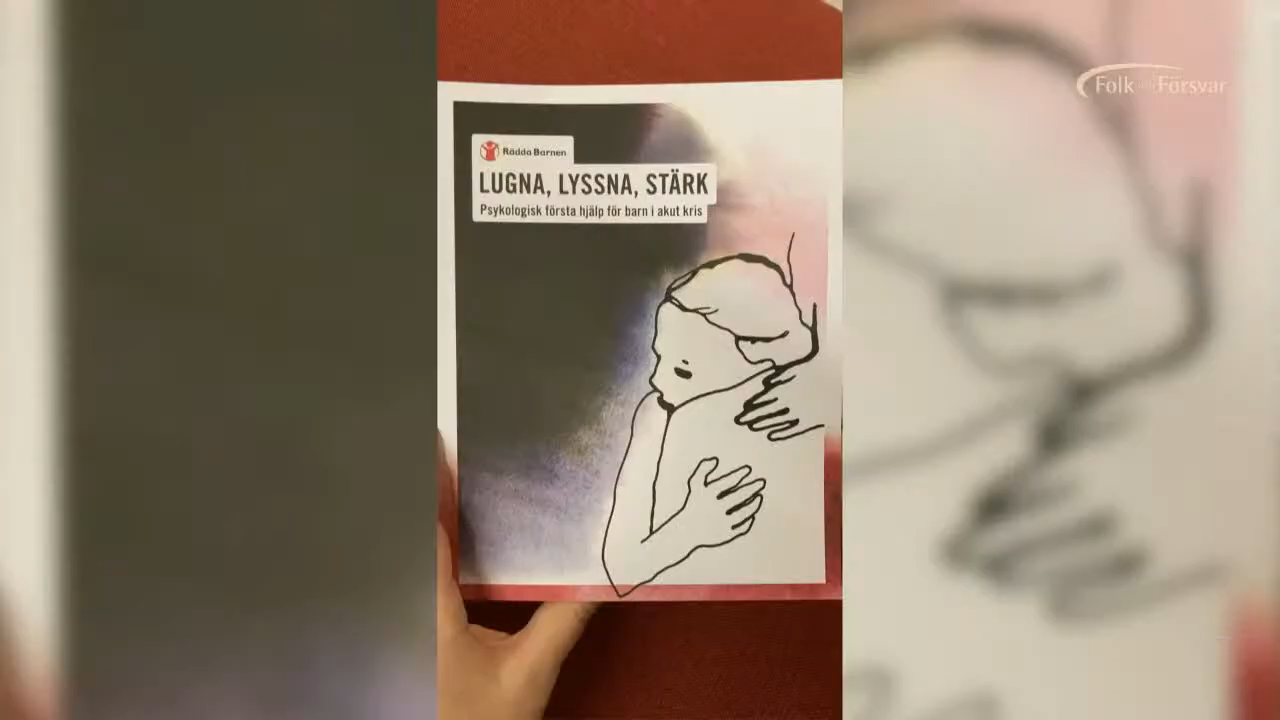 Folk och Försvar
Rädda Barnen
LUGNA, LYSSNA, STÄRK
Psykologisk första hjälp för barn i akut kris